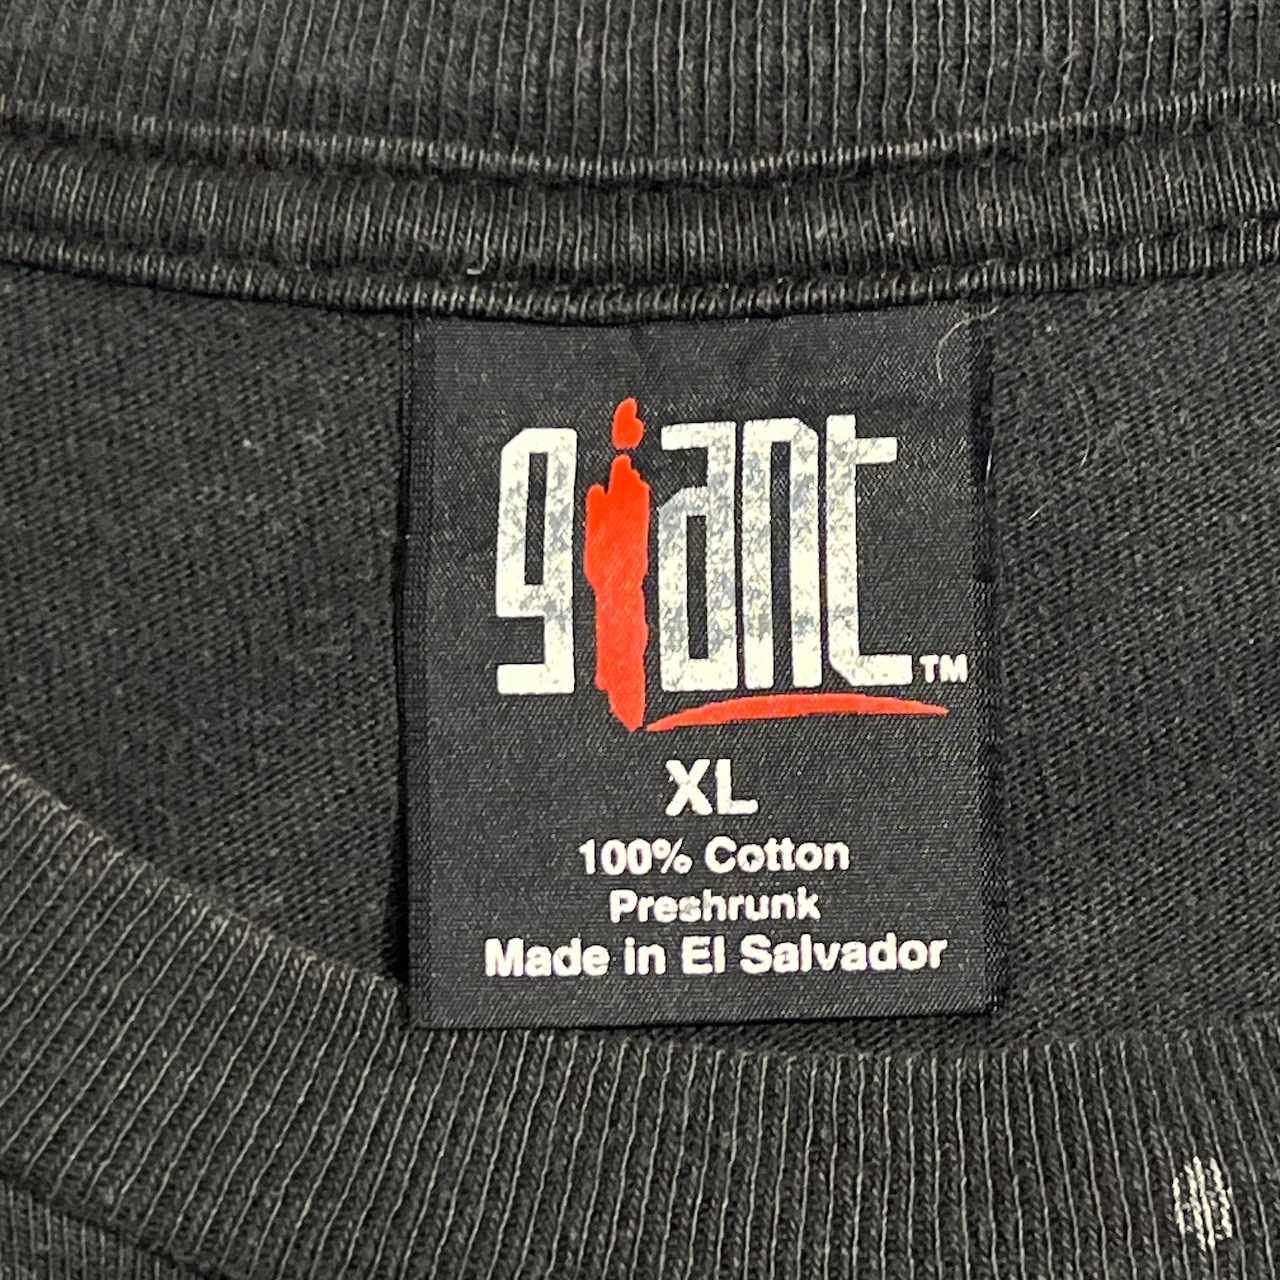 giant™
XL
100% Cotton
Preshrunk
Made in El Salvador